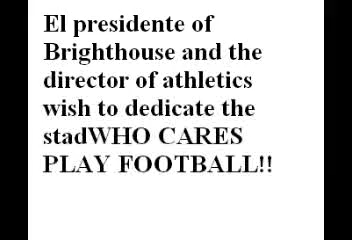 El presidente of
Brighthouse and the
director of athletics
wish to dedicate the
stadWHO CARES
PLAY FOOTBALL!!